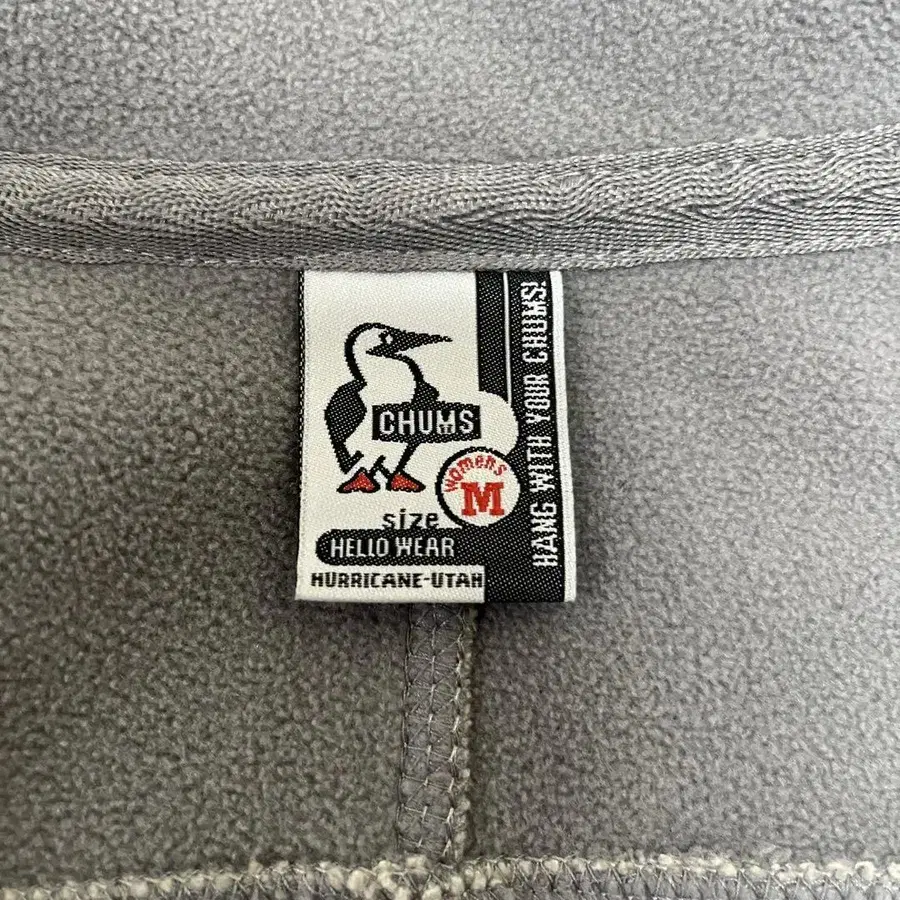 CHUMS
womens
M
size
HELLO WEAR
HURRICANE-UTAH
HANG WITH YOUR CHUMS!